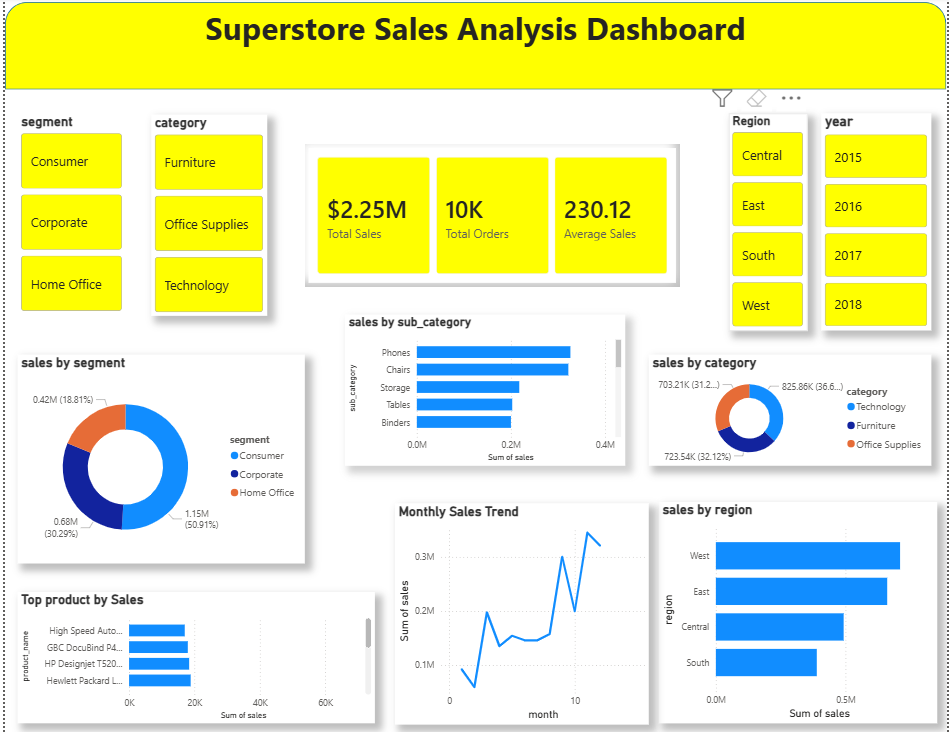 Superstore Sales Analysis Dashboard
segment
Consumer
Corporate
Home Office
category
Furniture
Office Supplies
Technology
$2.25M
Total Sales
10K
Total Orders
230.12
Average Sales
Region
Central
East
South
West
year
2015
2016
2017
2018
sales by segment
0.42M (18.81%)
0.68M
(30.29%)
1.15M
(50.91%)
segment
Consumer
Corporate
Home Office
sales by sub_category
sub_category
Phones
Chairs
Storage
Tables
Binders
0.0M 0.2M 0.4M
Sum of sales
sales by category
703.21K (31.2...)
825.86K (36.6...)
723.54K (32.12%)
category
Technology
Furniture
Office Supplies
Top product by Sales
product_name
High Speed Auto...
GBC DocuBind P4...
HP Designjet T520...
Hewlett Packard L...
0K 20K 40K 60K
Sum of sales
Monthly Sales Trend
Sum of sales
0.3M
0.2M
0.1M
0 10
month
sales by region
region
West
East
Central
South
0.0M 0.5M
Sum of sales